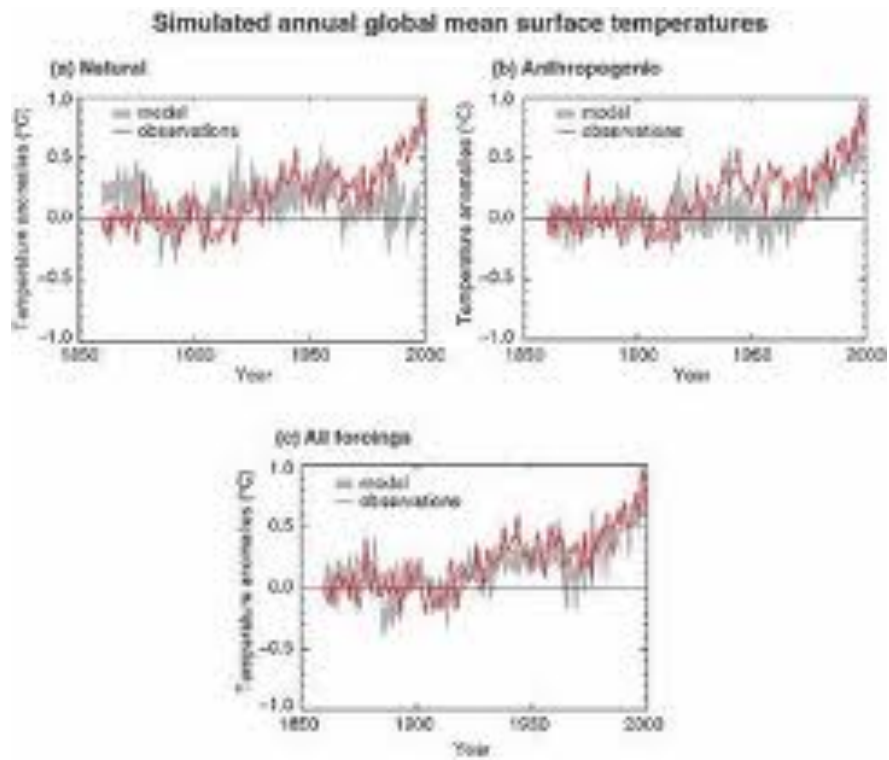 Simulated annual global mean surface temperatures
(a) Natural
Temperature anomalies (°C)
1.0
0.5
0.0
−0.5
−1.0
model
observations
1850 1900 1950 2000
Year
(b) Anthropogenic
Temperature anomalies (°C)
1.0
0.5
0.0
−0.5
−1.0
model
observations
1850 1900 1950 2000
Year
(c) All forcings
Temperature anomalies (°C)
1.0
0.5
0.0
−0.5
−1.0
model
observations
1850 1900 1950 2000
Year